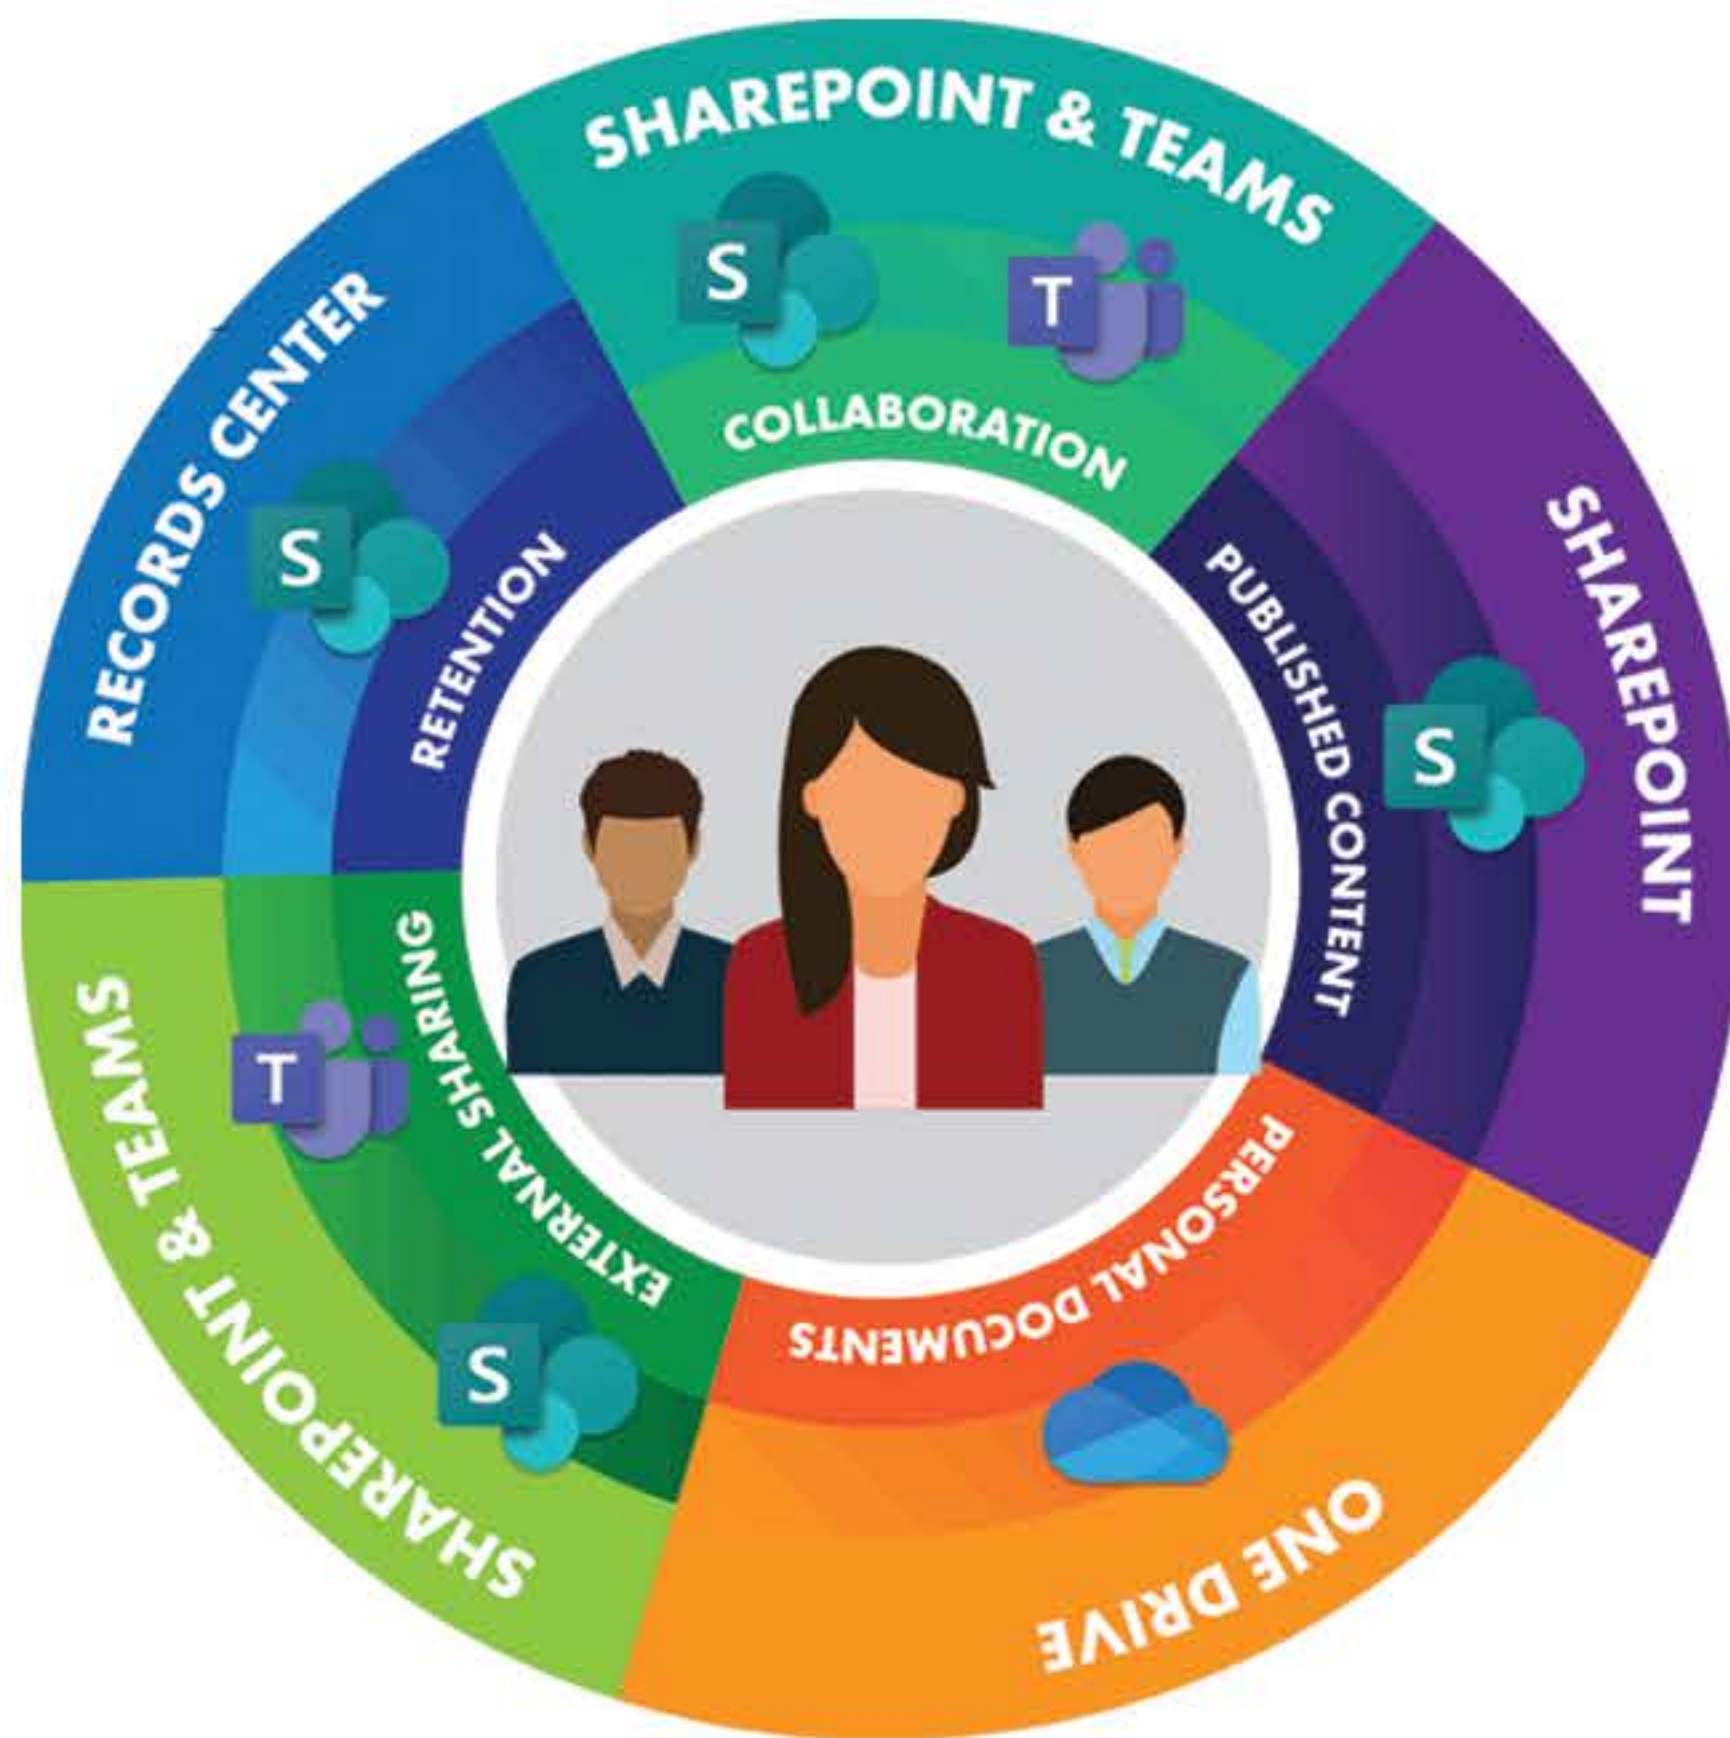 SHAREPOINT & TEAMS
S
T
COLLABORATION
SHAREPOINT
S
PUBLISHED CONTENT
ONE DRIVE
PERSONAL DOCUMENTS
SHAREPOINT & TEAMS
T
S
EXTERNAL SHARING
RECORDS CENTER
S
RETENTION